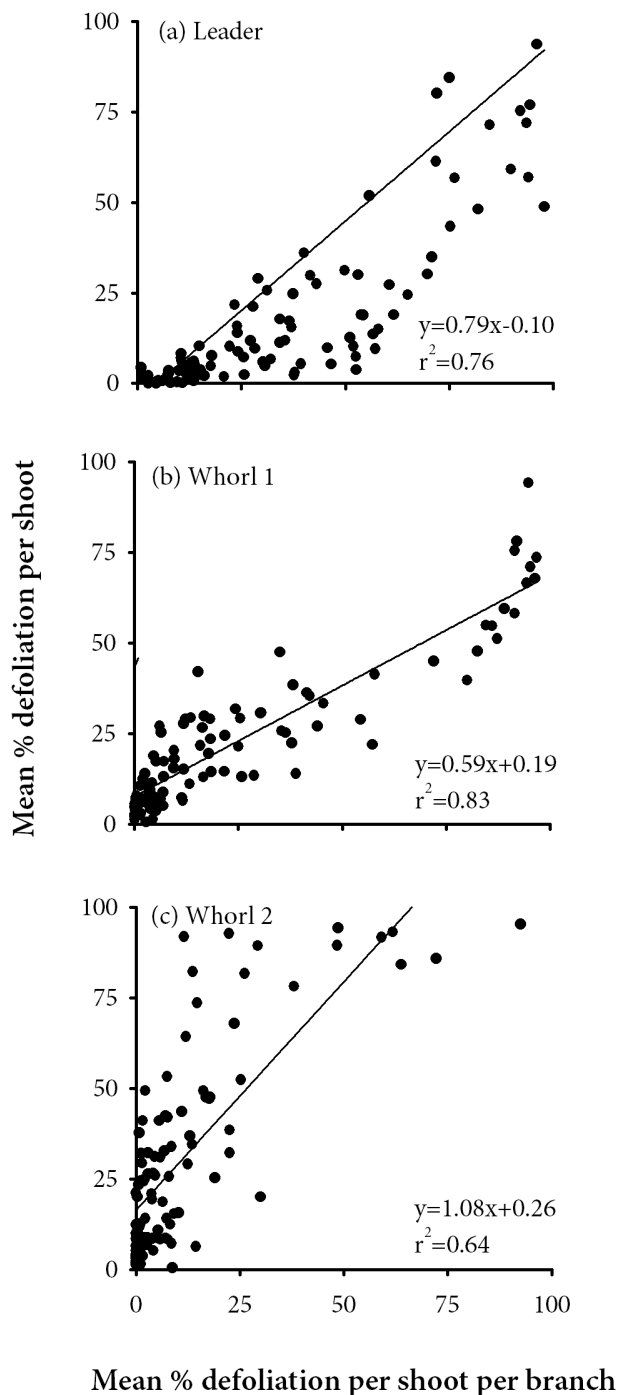 100
(a) Leader
75
50
25
y=0.79x-0.10
r2=0.76
0
Mean % defoliation per shoot
100
(b) Whorl 1
75
50
25
y=0.59x+0.19
r2=0.83
0
100
(c) Whorl 2
75
50
25
y=1.08x+0.26
r2=0.64
0
0 25 50 75 100
Mean % defoliation per shoot per branch